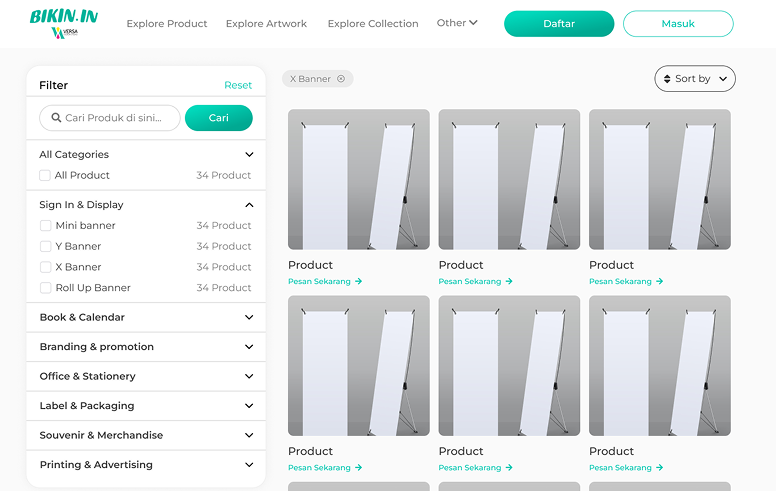 BIKIN.IN
VERSA
Explore Product
Explore Artwork
Explore Collection
Other
Daftar
Masuk
Filter
Reset
Cari Produk di sini...
Cari
All Categories
All Product 34 Product
Sign In & Display
Mini banner 34 Product
Y Banner 34 Product
X Banner 34 Product
Roll Up Banner 34 Product
Book & Calendar
Branding & promotion
Office & Stationery
Label & Packaging
Souvenir & Merchandise
Printing & Advertising
X Banner
Sort by
Product
Pesan Sekarang
Product
Pesan Sekarang
Product
Pesan Sekarang
Product
Pesan Sekarang
Product
Pesan Sekarang
Product
Pesan Sekarang